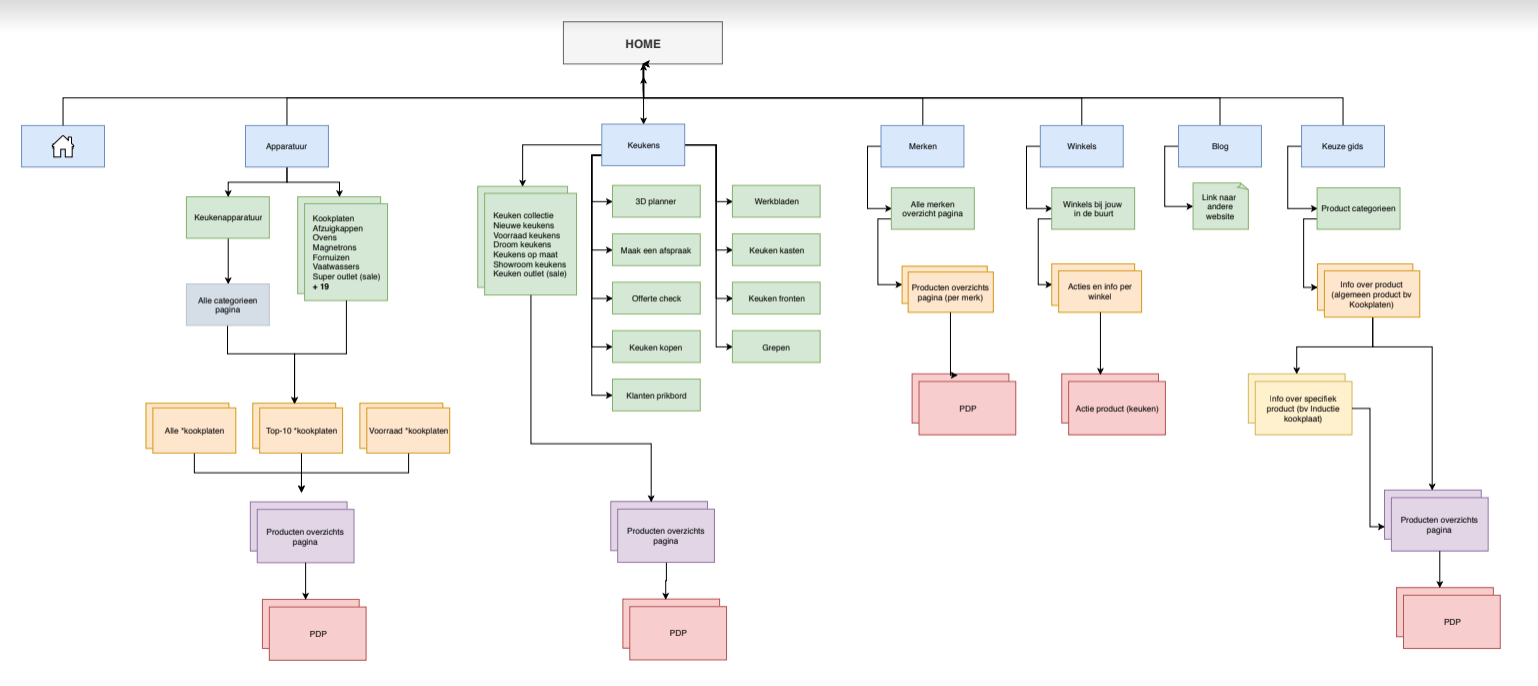 HOME
Apparatuur
Keukens
Merken
Winkels
Blog
Keuze gids
Keukenapparatuur
Kookplaten
Afzuigkappen
Ovens
Magnetrons
Fornuizen
Vaatwassers
Super outlet (sale)
+ 19
Alle categorieen
pagina
Alle *kookplaten
Top-10 *kookplaten
Voorraad *kookplaten
Producten overzichts
pagina
PDP
Keuken collectie
Nieuwe keukens
Voorraad keukens
Droom keukens
Keukens op maat
Showroom keukens
Keuken outlet (sale)
3D planner
Maak een afspraak
Offerte check
Keuken kopen
Klanten prikbord
Werkbladen
Keuken kasten
Keuken fronten
Grepen
Producten overzichts
pagina
PDP
Alle merken
overzicht pagina
Producten overzichts
pagina (per merk)
PDP
Winkels bij jouw
in de buurt
Acties en info per
winkel
Actie product (keuken)
Link naar
andere
website
Product categorieen
Info over product
(algemeen product bv
Kookplaten)
Info over specifiek
product (bv Inductie
kookplaat)
Producten overzichts
pagina
PDP